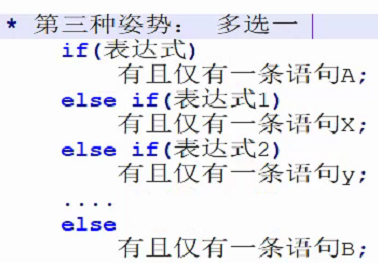 * 第三种姿势： 多选一
if(表达式)
有且仅有一条语句A;
else if(表达式1)
有且仅有一条语句X;
else if(表达式2)
有且仅有一条语句y;
....
else
有且仅有一条语句B;